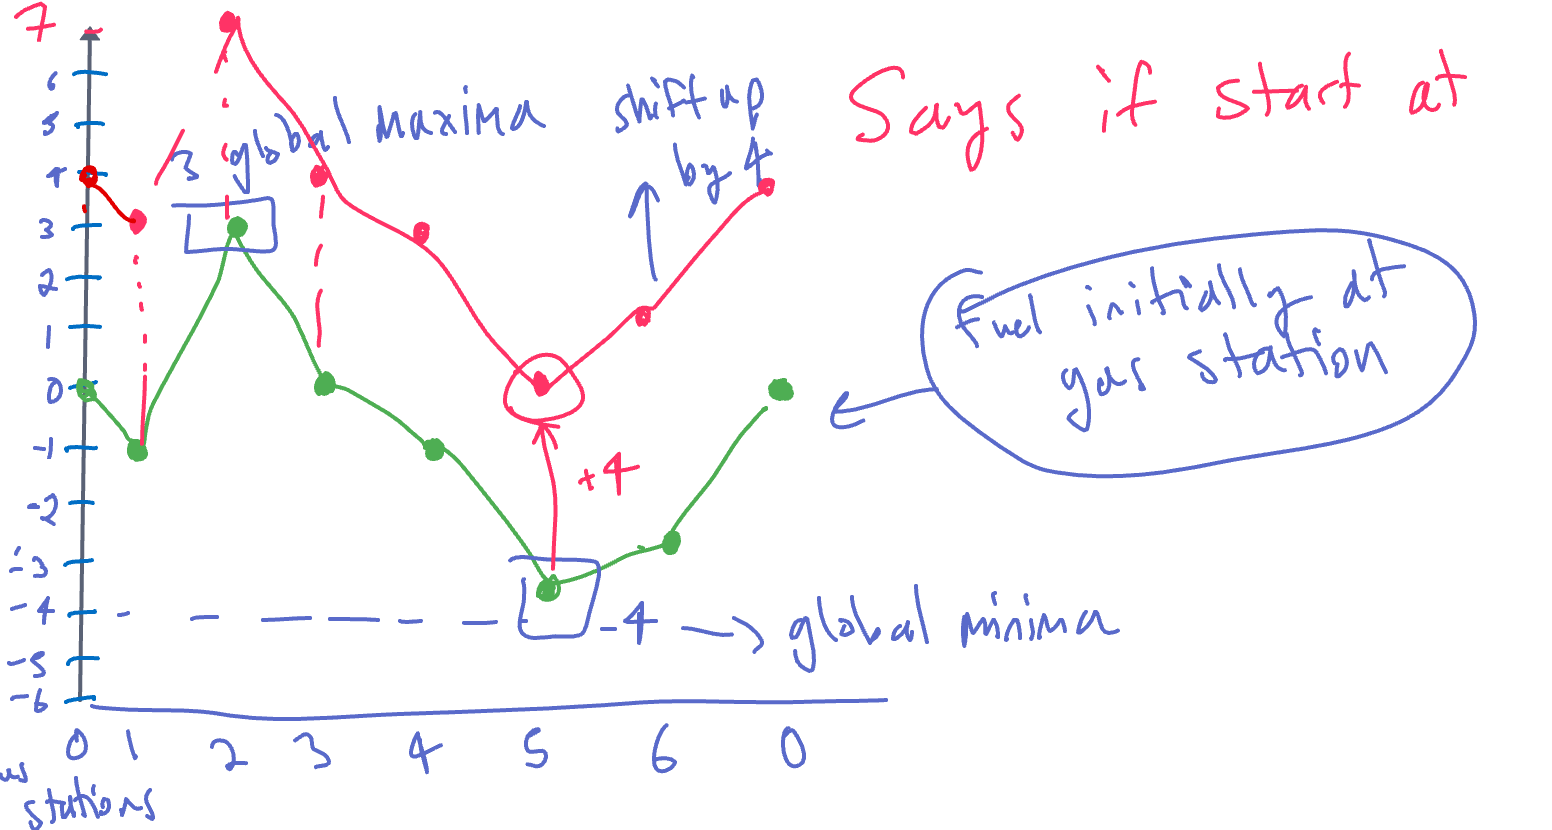 7
6
5
4
3
2
1
0
-1
-2
-3
-4
-5
-6
3 global maxima
shift up
by 4
Says if start at
Fuel initially at
gas station
+4
-4 → global minima
0 1 2 3 4 5 6 0
stations